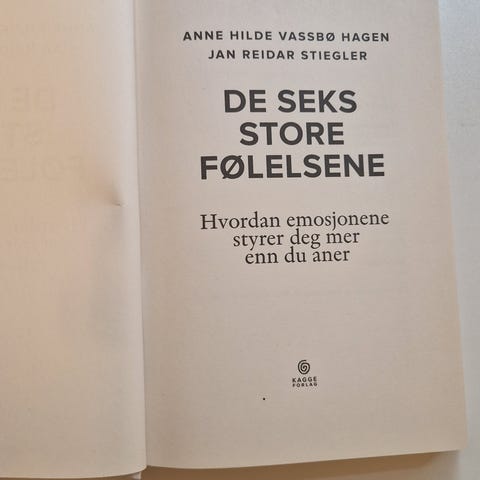 ANNE HILDE VASSBØ HAGEN
JAN REIDAR STIEGLER
DE SEKS
STORE
FØLELSENE
Hvordan emosjonene
styrer deg mer
enn du aner
KAGGE
FORLAG